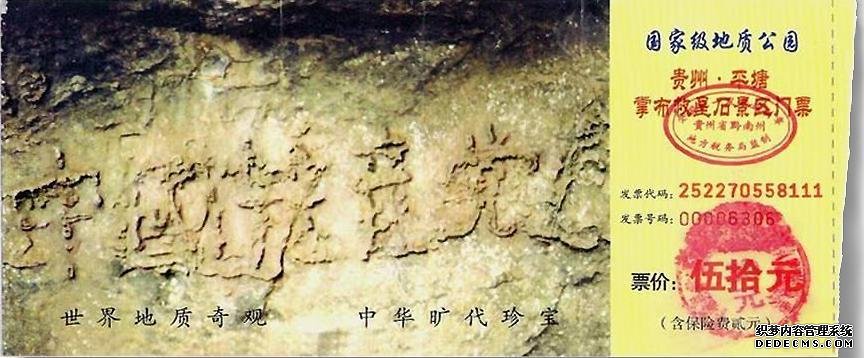 中國共産党
世界地质奇观 中华旷代珍宝
国家级地质公园
贵州·平塘
掌布救星石景区门票
贵州省黔南州
地方税务局监制
发票代码：252270558111
发票号码：00006306
票价：伍拾元
（含保险费贰元）
织梦内容管理系统
DEDECMS.COM